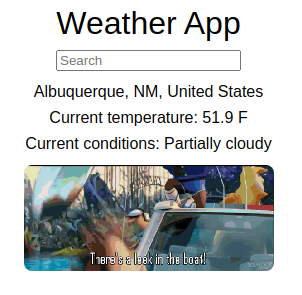 Weather App
Search
Albuquerque, NM, United States
Current temperature: 51.9 F
Current conditions: Partially cloudy
There's a leek in the boat!